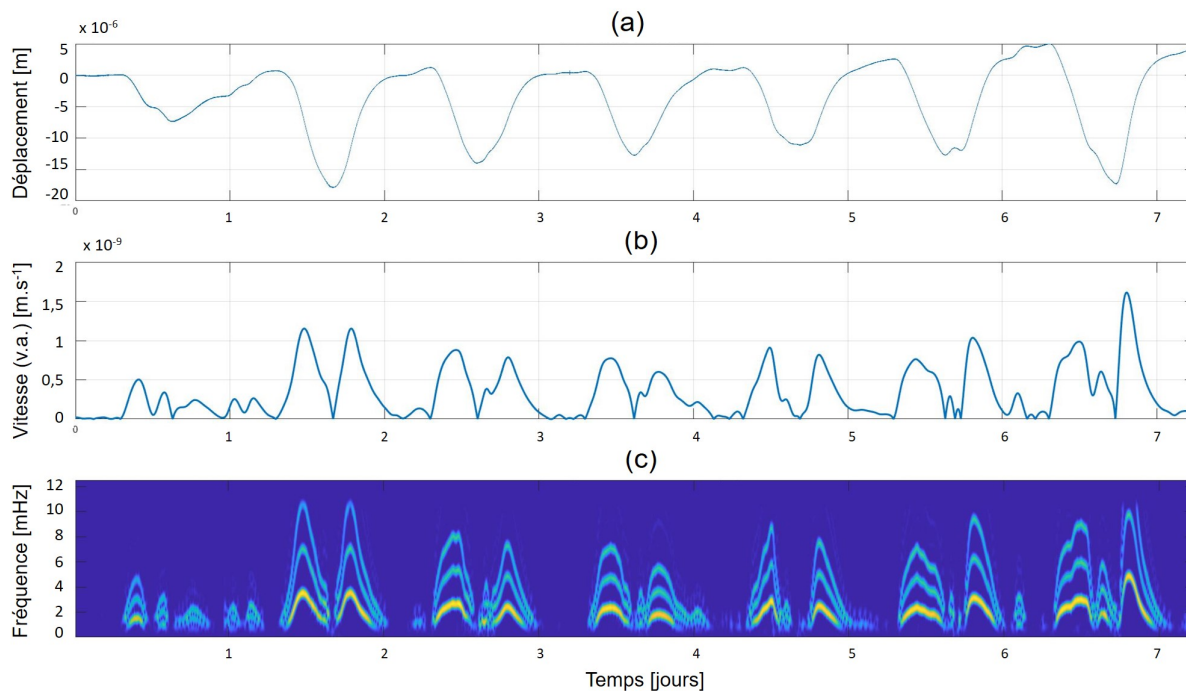 (a)
x 10⁻⁶
Déplacement [m]
5
0
-5
-10
-15
-20
0 1 2 3 4 5 6 7
(b)
x 10⁻⁹
Vitesse (v.a.) [m.s⁻¹]
2
1,5
1
0,5
0
0 1 2 3 4 5 6 7
(c)
Fréquence [mHz]
12
10
8
6
4
2
0
1 2 3 4 5 6 7
Temps [jours]